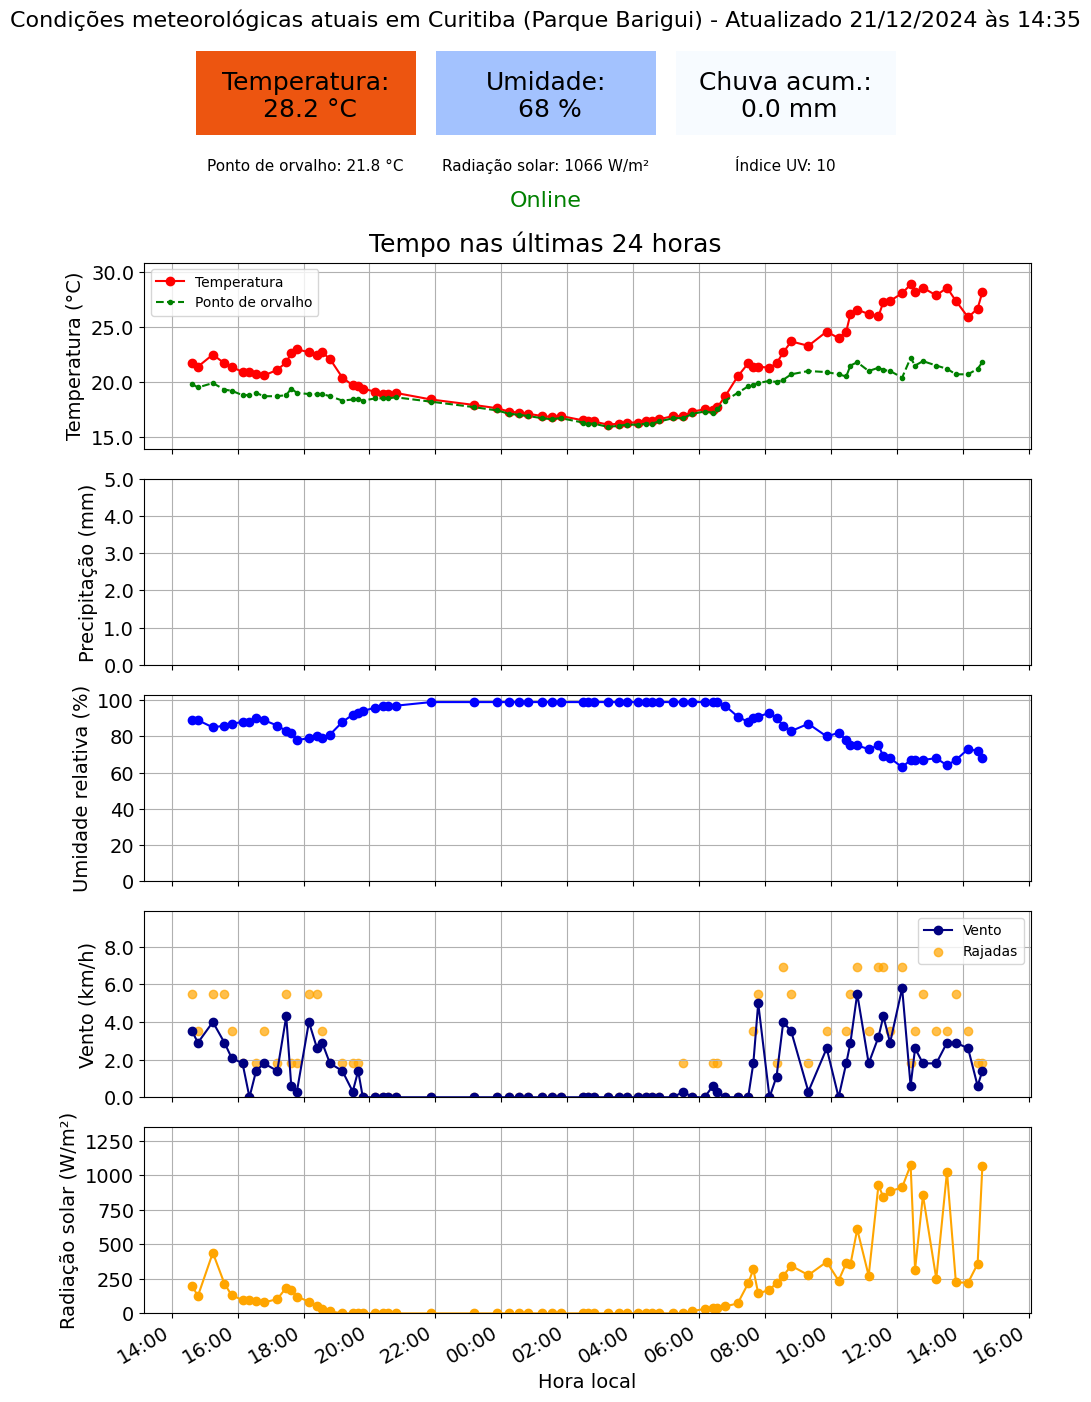 Condições meteorológicas atuais em Curitiba (Parque Barigui) - Atualizado 21/12/2024 às 14:35
Temperatura:
28.2 °C
Umidade:
68 %
Chuva acum.:
0.0 mm
Ponto de orvalho: 21.8 °C
Radiação solar: 1066 W/m²
Índice UV: 10
Online
Tempo nas últimas 24 horas
Temperatura (°C)
30.0
25.0
20.0
15.0
Temperatura
Ponto de orvalho
Precipitação (mm)
5.0
4.0
3.0
2.0
1.0
0.0
Umidade relativa (%)
100
80
60
40
20
0
Vento (km/h)
8.0
6.0
4.0
2.0
0.0
Vento
Rajadas
Radiação solar (W/m²)
1250
1000
750
500
250
0
14:00
16:00
18:00
20:00
22:00
00:00
02:00
04:00
06:00
08:00
10:00
12:00
14:00
16:00
Hora local